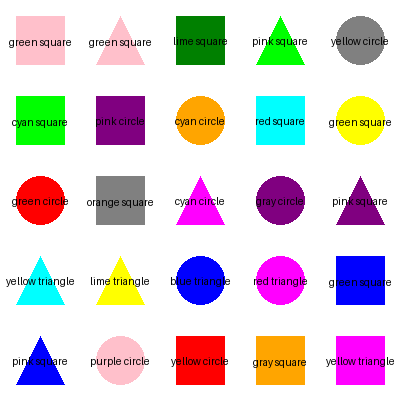 green square green square lime square pink square yellow circle
cyan square pink circle cyan circle red square green square
green circle orange square cyan circle gray circle pink square
yellow triangle lime triangle blue triangle red triangle green square
pink square purple circle yellow circle gray square yellow triangle